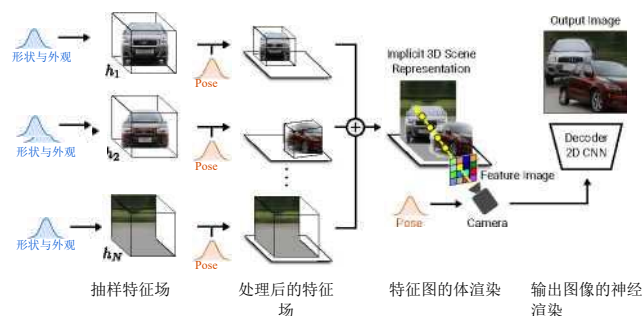 形状与外观
h1
Pose
形状与外观
h2
Pose
形状与外观
hN
Pose
Implicit 3D Scene
Representation
Feature Image
Pose
Camera
Output Image
Decoder
2D CNN
抽样特征场
处理后的特征
场
特征图的体渲染
输出图像的神经
渲染